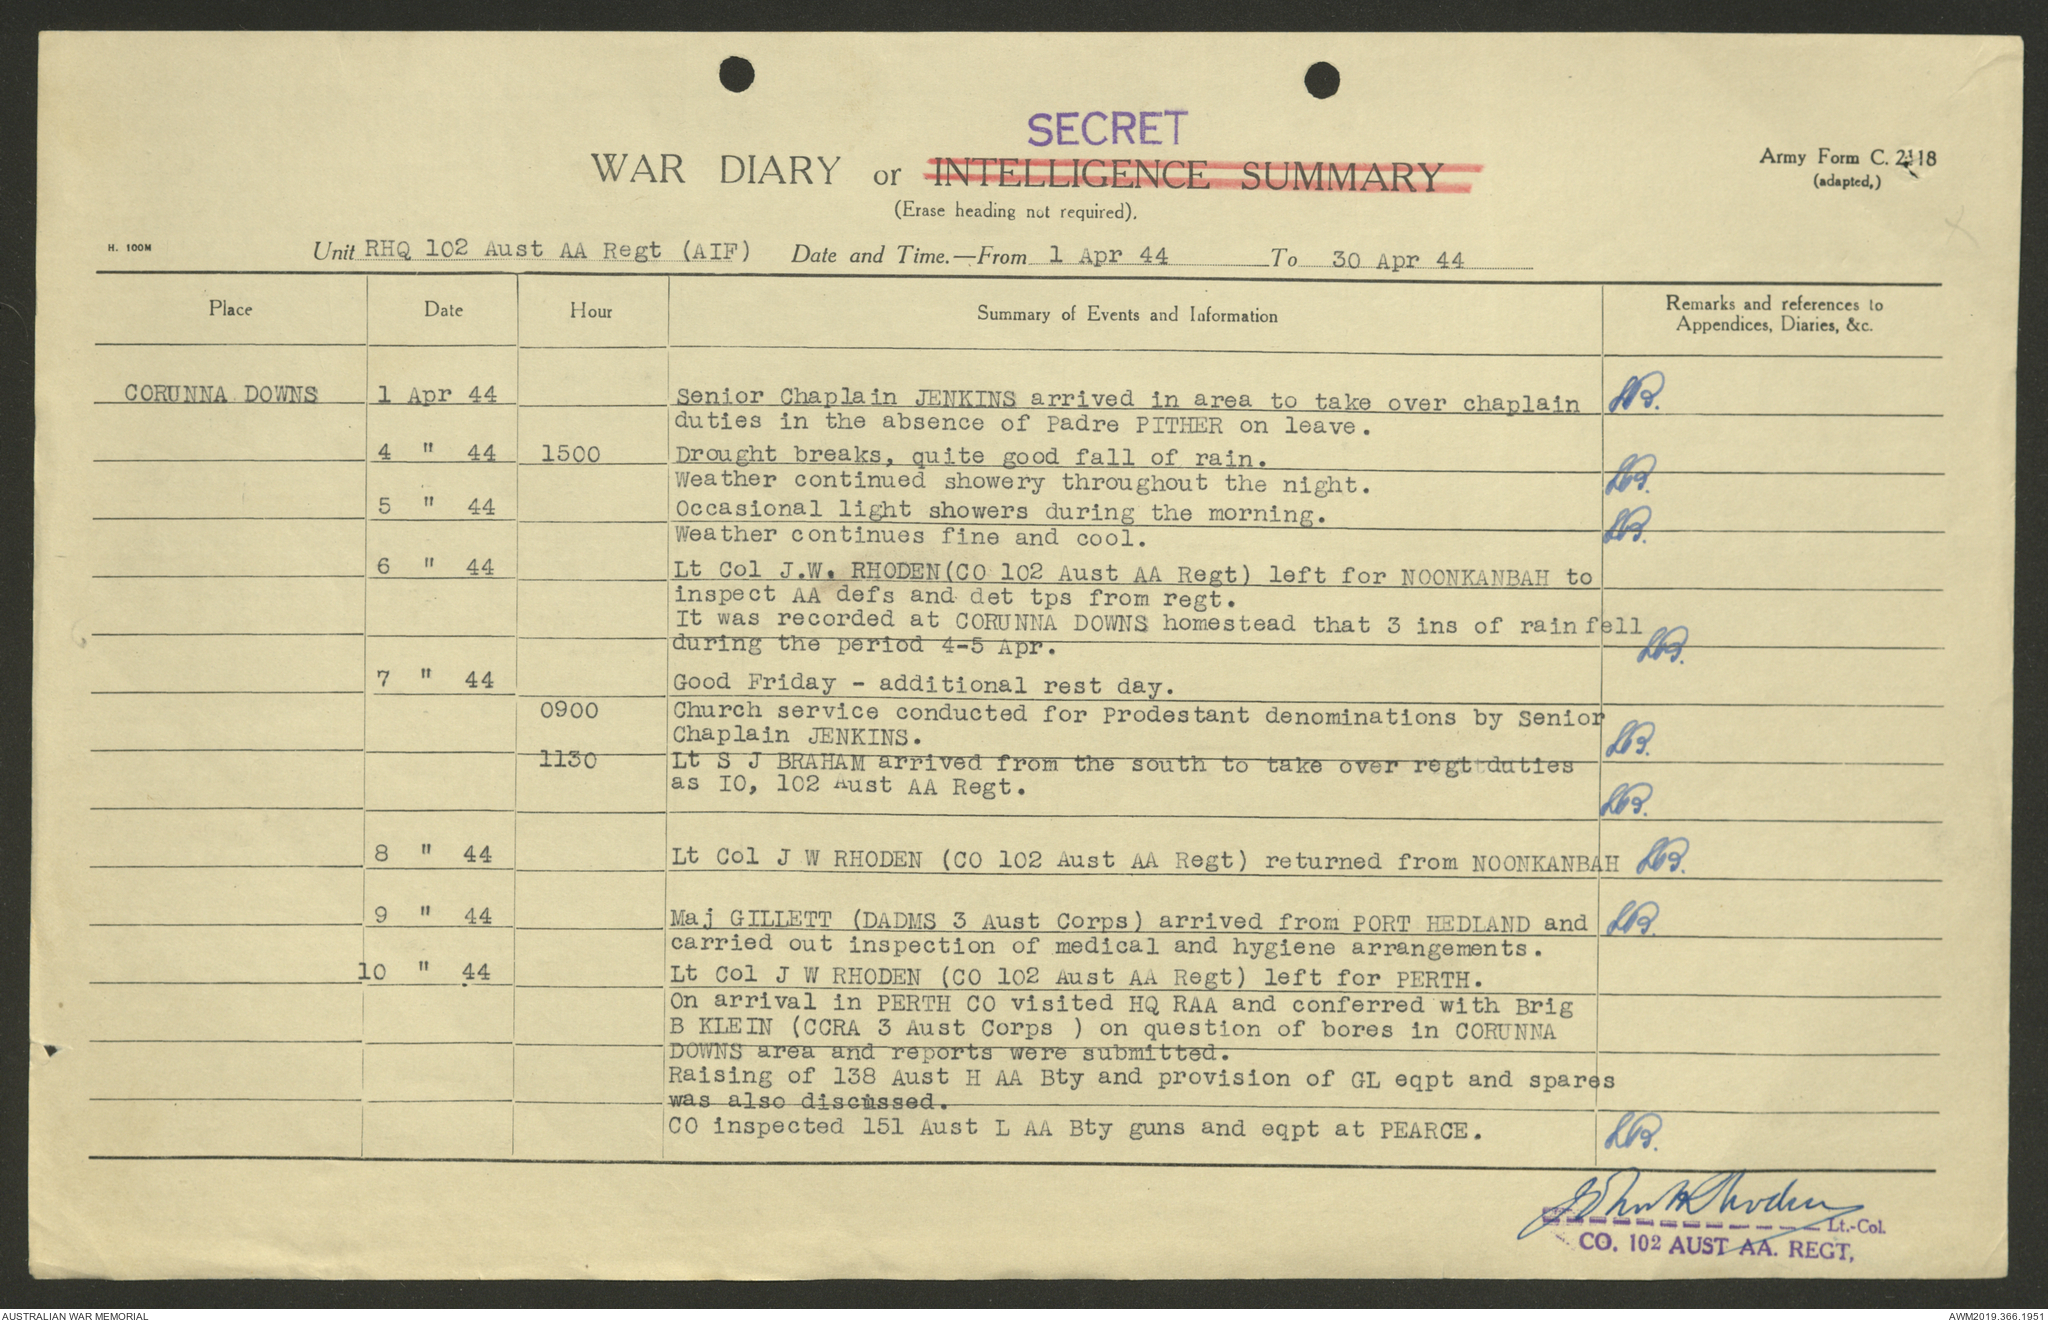 SECRET
WAR DIARY or INTELLIGENCE SUMMARY
(Erase heading not required).
Army Form C. 2118
(adapted,)
H. 100M
Unit RHQ 102 Aust AA Regt (AIF) Date and Time.—From 1 Apr 44 To 30 Apr 44
Place Date Hour Summary of Events and Information Remarks and references to Appendices, Diaries, &c.
CORUNNA DOWNS 1 Apr 44 Senior Chaplain JENKINS arrived in area to take over chaplain
duties in the absence of Padre PITHER on leave.
4 " 44 1500 Drought breaks, quite good fall of rain.
Weather continued showery throughout the night.
5 " 44 Occasional light showers during the morning.
Weather continues fine and cool.
6 " 44 Lt Col J.W. RHODEN(CO 102 Aust AA Regt) left for NOONKANBAH to
inspect AA defs and det tps from regt.
It was recorded at CORUNNA DOWNS homestead that 3 ins of rain fell
during the period 4-5 Apr.
7 " 44 Good Friday - additional rest day.
0900 Church service conducted for Prodestant denominations by Senior
Chaplain JENKINS.
1130 Lt S J BRAHAM arrived from the south to take over regt duties
as IO, 102 Aust AA Regt.
8 " 44 Lt Col J W RHODEN (CO 102 Aust AA Regt) returned from NOONKANBAH
9 " 44 Maj GILLETT (DADMS 3 Aust Corps) arrived from PORT HEDLAND and
carried out inspection of medical and hygiene arrangements.
10 " 44 Lt Col J W RHODEN (CO 102 Aust AA Regt) left for PERTH.
On arrival in PERTH CO visited HQ RAA and conferred with Brig
B KLEIN (CCRA 3 Aust Corps ) on question of bores in CORUNNA
DOWNS area and reports were submitted.
Raising of 138 Aust H AA Bty and provision of GL eqpt and spares
was also discussed.
CO inspected 151 Aust L AA Bty guns and eqpt at PEARCE.
John W Rhoden
Lt.-Col.
CO. 102 AUST AA. REGT,
AUSTRALIAN WAR MEMORIAL
AWM2019.366.1951